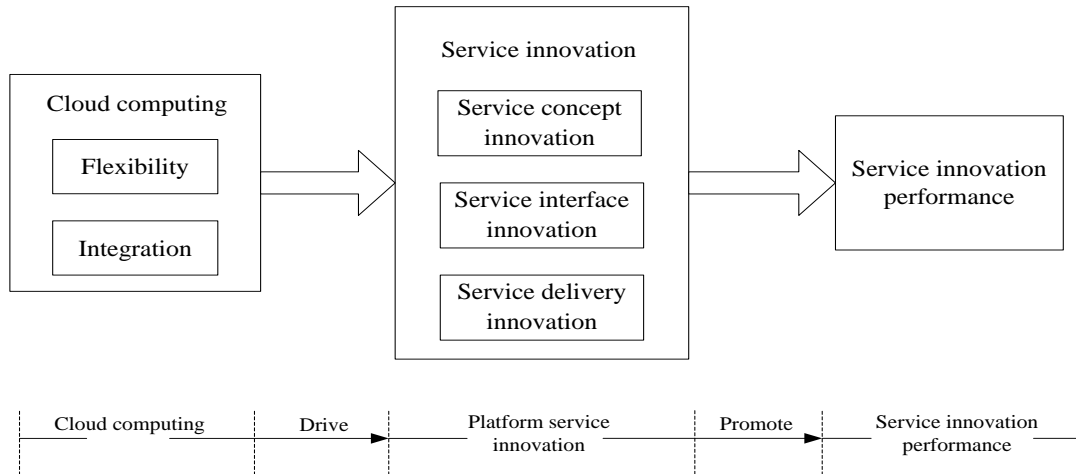 Cloud computing
Flexibility
Integration
Service innovation
Service concept
innovation
Service interface
innovation
Service delivery
innovation
Service innovation
performance
Cloud computing
Drive
Platform service
innovation
Promote
Service innovation
performance